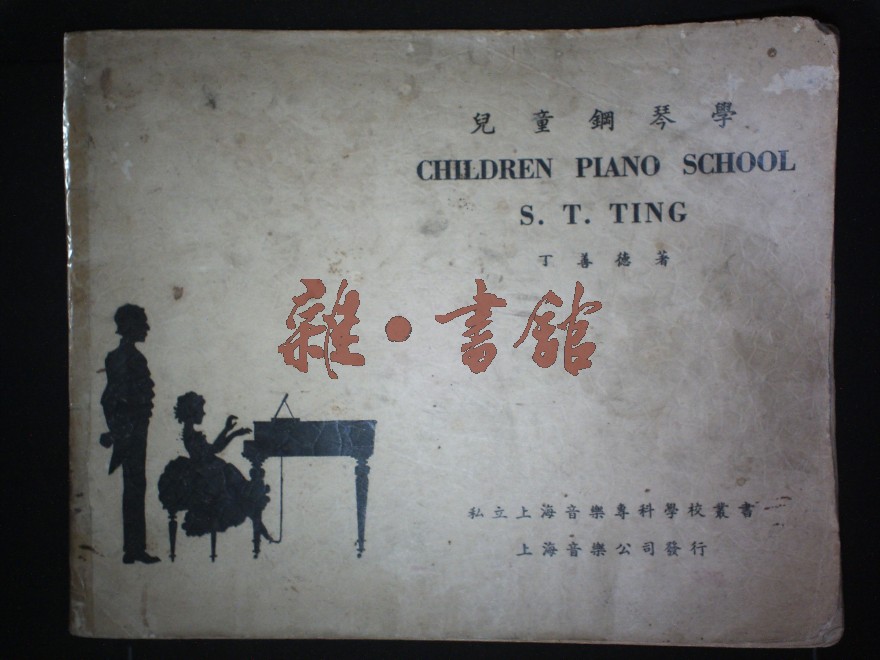 兒童鋼琴學
CHILDREN PIANO SCHOOL
S. T. TING
丁善德著
雜·書館
私立上海音樂專科學校叢書
上海音樂公司發行